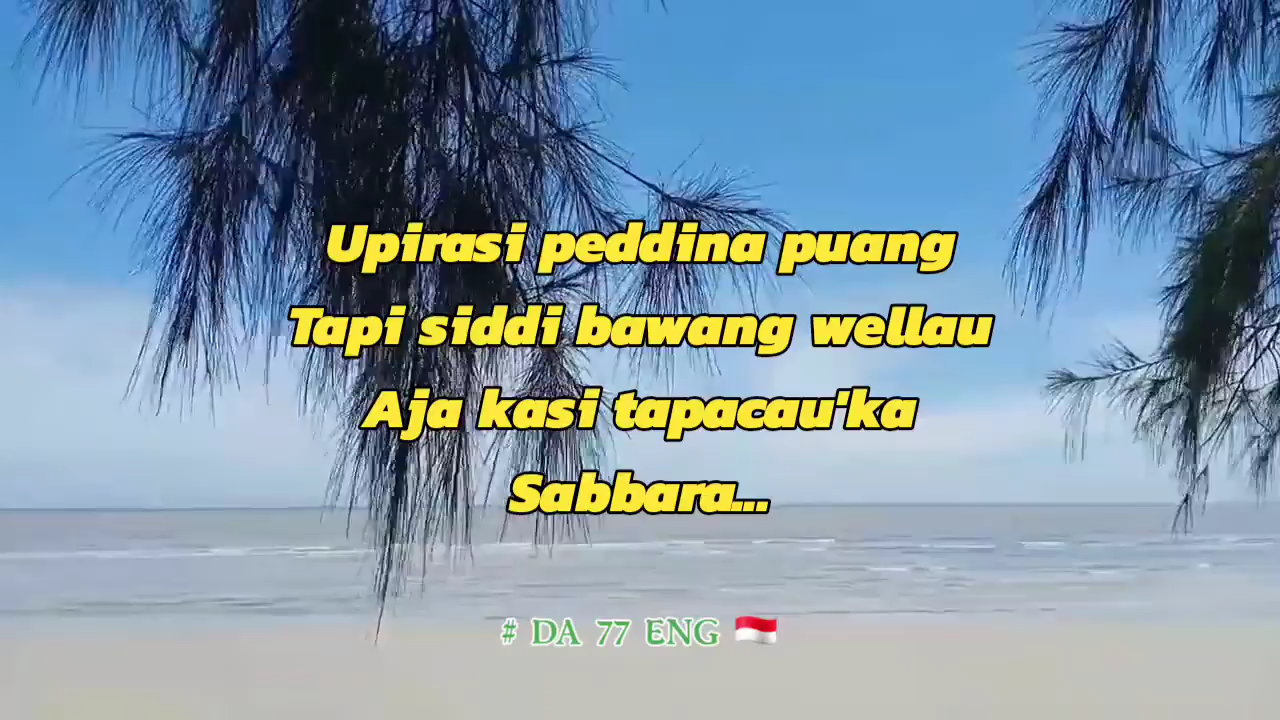 Upirasi peddina puang
Tapi siddi bawang wellau
Aja kasi tapacau'ka
Sabbara...
# DA 77 ENG 🇮🇩